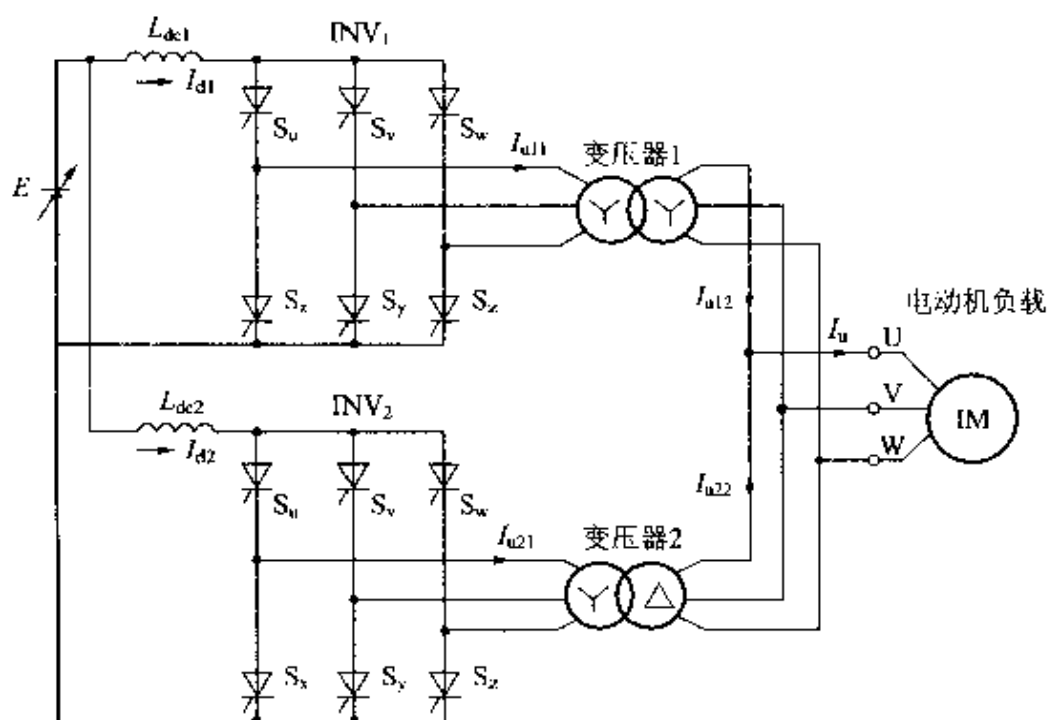 L_dc1
INV₁
I_d1
S_u
S_v
S_w
I_u11
变压器1
E
S_z
S_y
S_z
I_u12
电动机负载
I_u
U
V
W
IM
L_dc2
INV₂
I_d2
S_u
S_v
S_w
I_u22
I_u21
变压器2
S_x
S_y
S_z